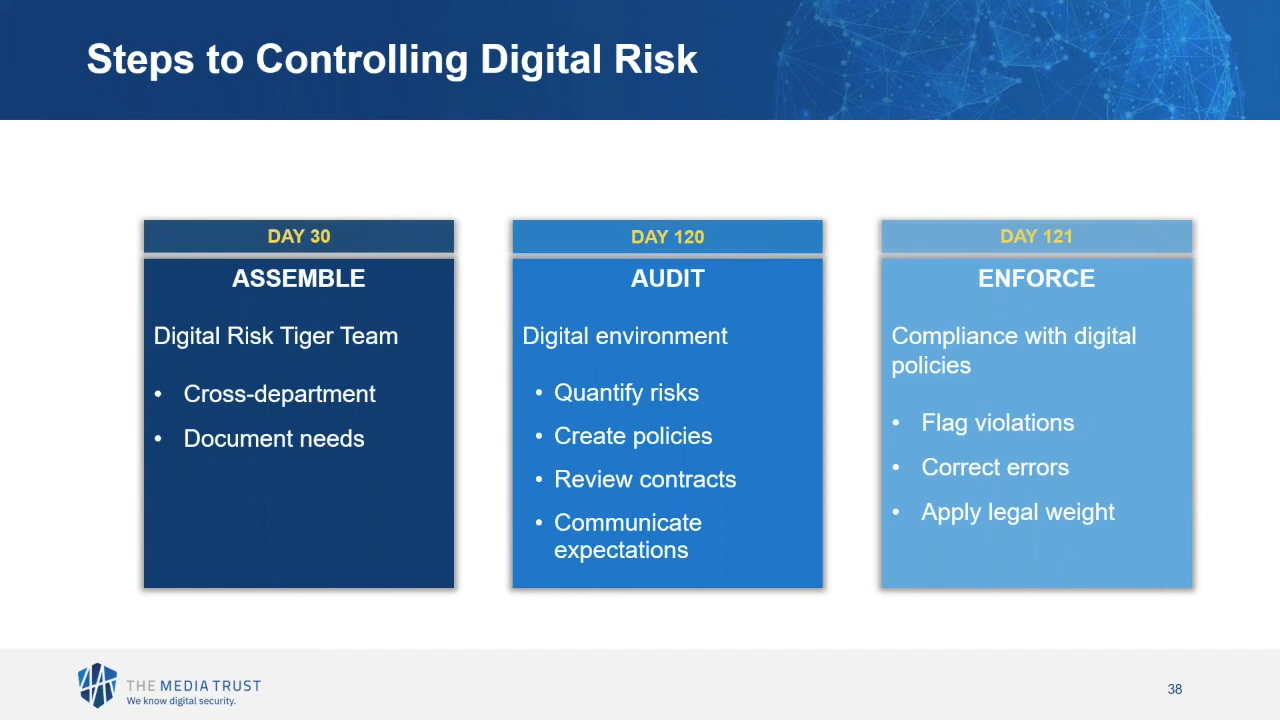 Steps to Controlling Digital Risk
DAY 30
ASSEMBLE
Digital Risk Tiger Team
• Cross-department
• Document needs
DAY 120
AUDIT
Digital environment
• Quantify risks
• Create policies
• Review contracts
• Communicate
expectations
DAY 121
ENFORCE
Compliance with digital
policies
• Flag violations
• Correct errors
• Apply legal weight
THE MEDIA TRUST
We know digital security.
38